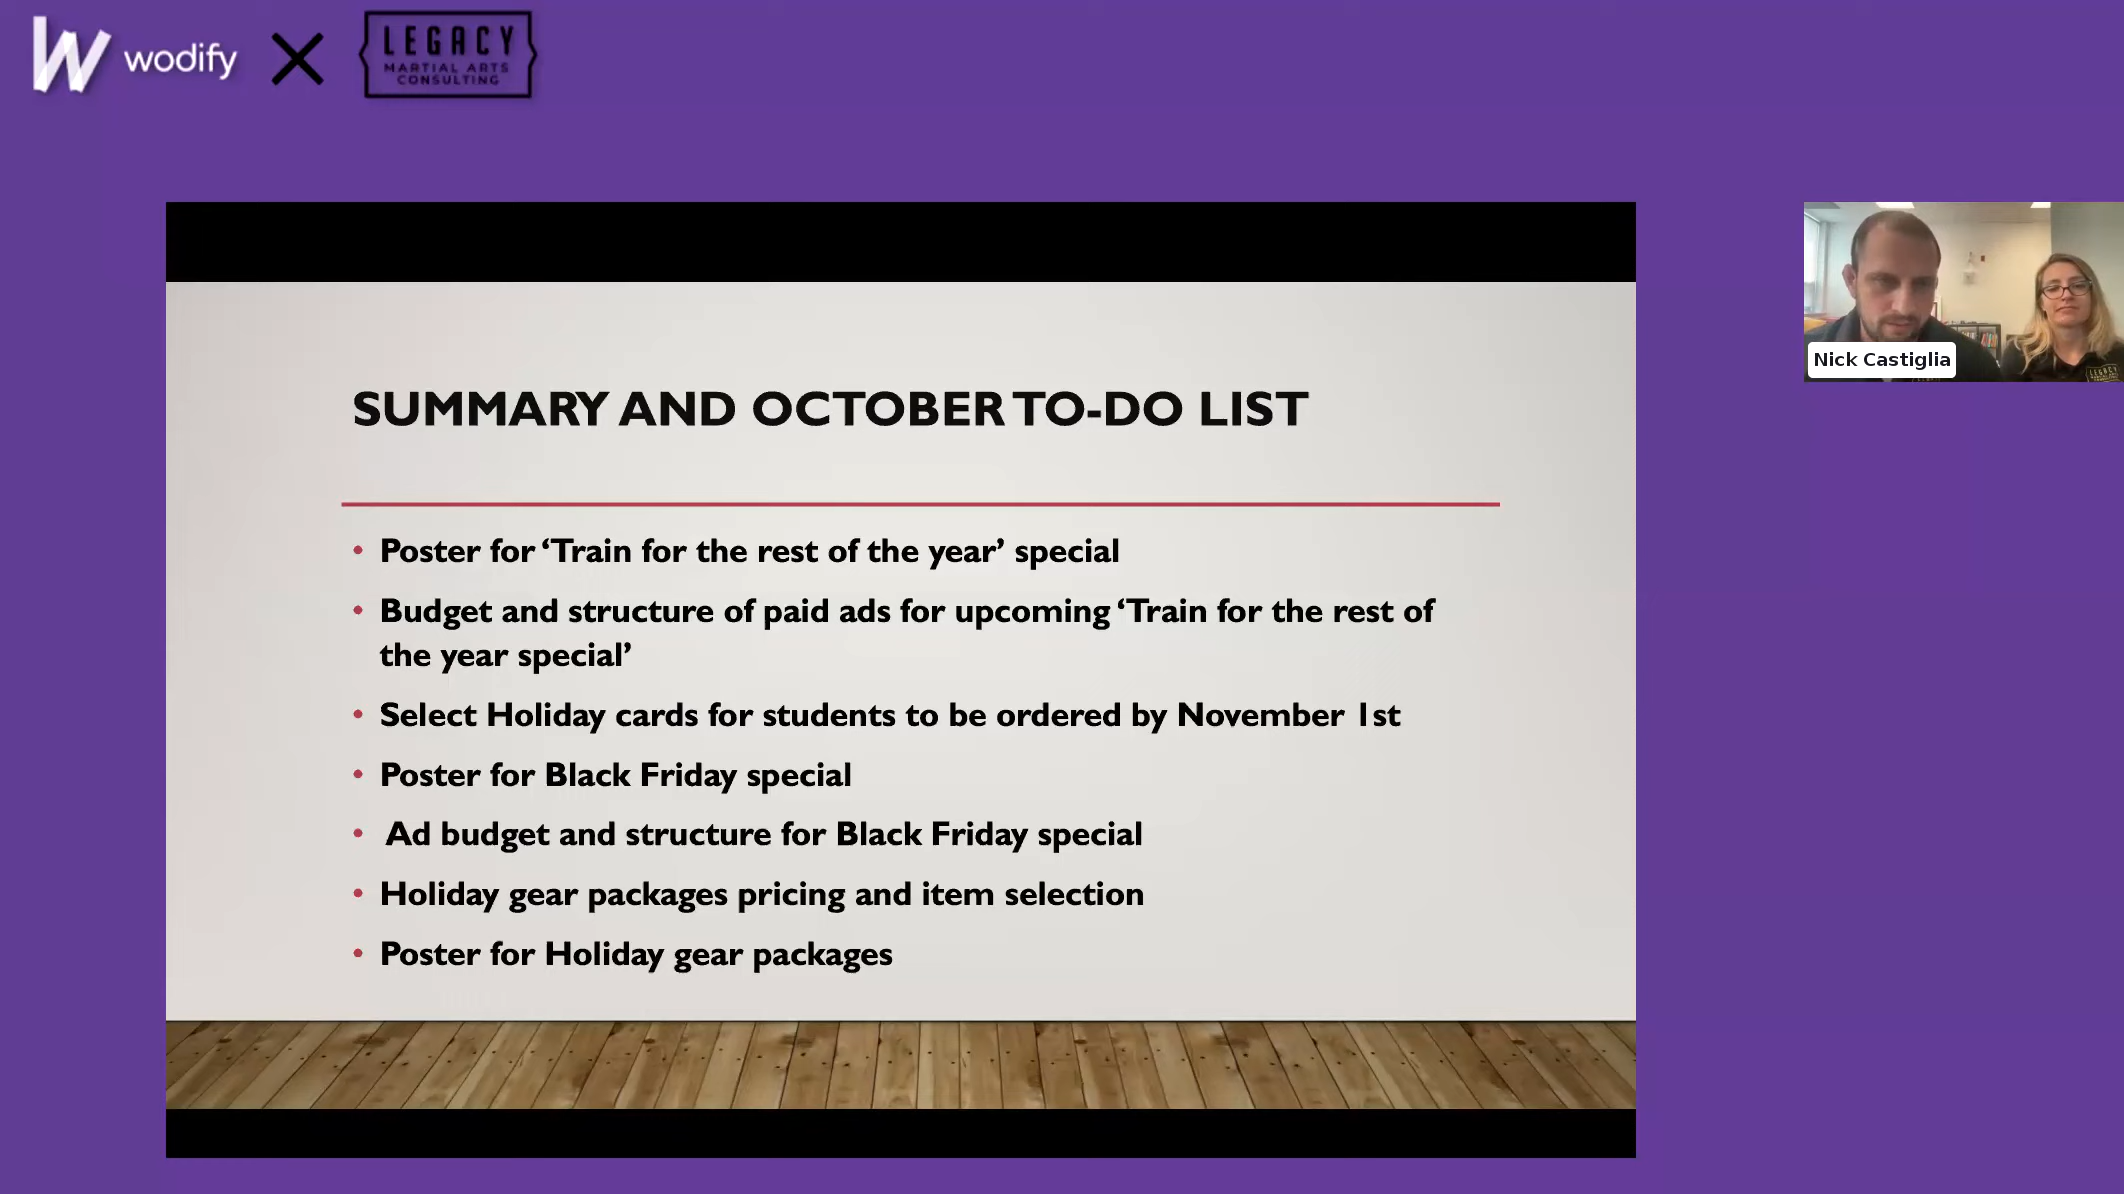 wodify
LEGACY
MARTIAL ARTS
CONSULTING
Nick Castiglia
LEGACY
SUMMARY AND OCTOBER TO-DO LIST
• Poster for ‘Train for the rest of the year’ special
• Budget and structure of paid ads for upcoming ‘Train for the rest of
the year special’
• Select Holiday cards for students to be ordered by November 1st
• Poster for Black Friday special
• Ad budget and structure for Black Friday special
• Holiday gear packages pricing and item selection
• Poster for Holiday gear packages